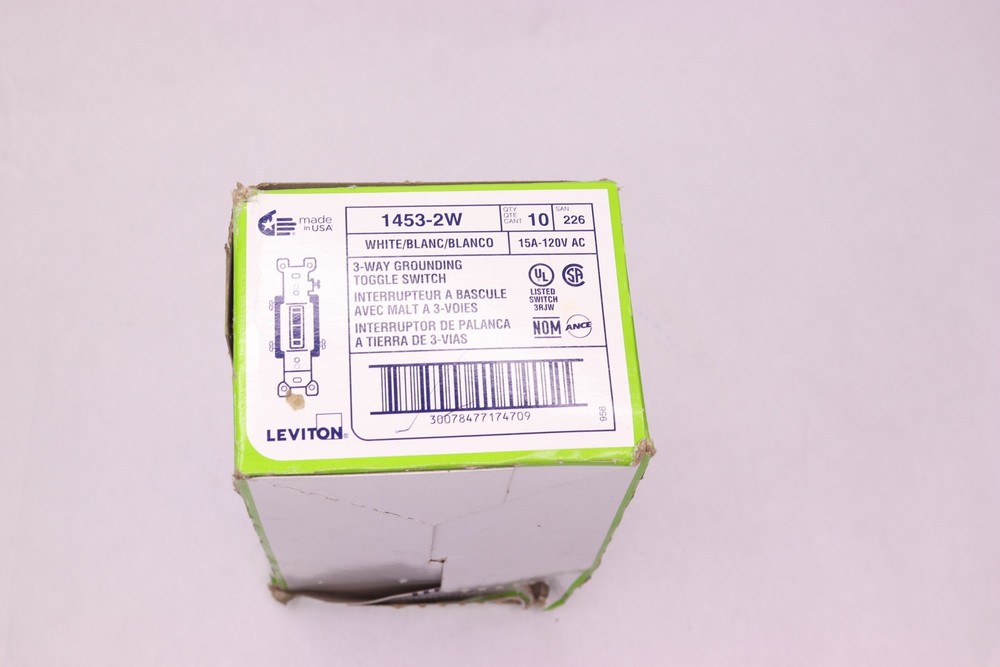 made
in USA
1453-2W
QTY
QTE
CANT
10
SAN
226
WHITE/BLANC/BLANCO
15A-120V AC
3-WAY GROUNDING
TOGGLE SWITCH
INTERRUPTEUR A BASCULE
AVEC MALT A 3-VOIES
INTERRUPTOR DE PALANCA
A TIERRA DE 3-VIAS
UL
SA
LISTED
SWITCH
3RJW
NOM
ANCE
30078477174709
958
LEVITON®